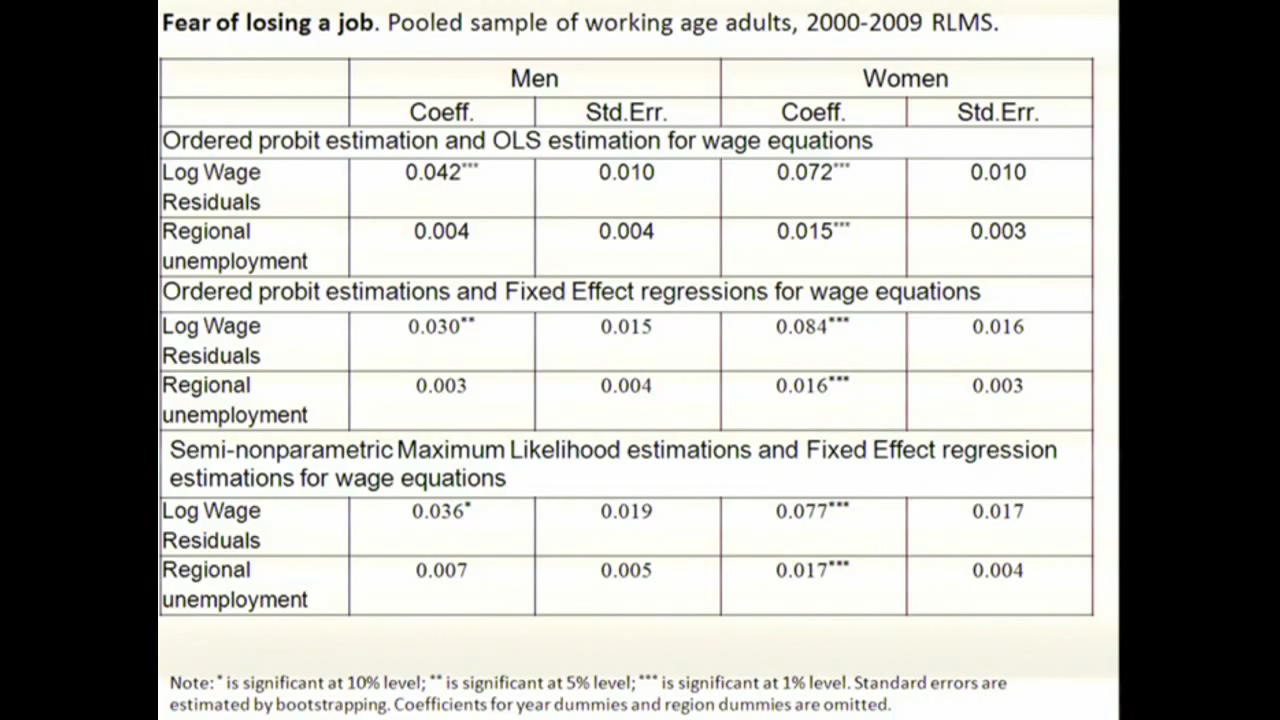 Fear of losing a job. Pooled sample of working age adults, 2000-2009 RLMS.
Men Women
Coeff. Std.Err. Coeff. Std.Err.
Ordered probit estimation and OLS estimation for wage equations
Log Wage Residuals 0.042*** 0.010 0.072*** 0.010
Regional unemployment 0.004 0.004 0.015*** 0.003
Ordered probit estimations and Fixed Effect regressions for wage equations
Log Wage Residuals 0.030** 0.015 0.084*** 0.016
Regional unemployment 0.003 0.004 0.016*** 0.003
Semi-nonparametric Maximum Likelihood estimations and Fixed Effect regression
estimations for wage equations
Log Wage Residuals 0.036* 0.019 0.077*** 0.017
Regional unemployment 0.007 0.005 0.017*** 0.004
Note: * is significant at 10% level; ** is significant at 5% level; *** is significant at 1% level. Standard errors are
estimated by bootstrapping. Coefficients for year dummies and region dummies are omitted.